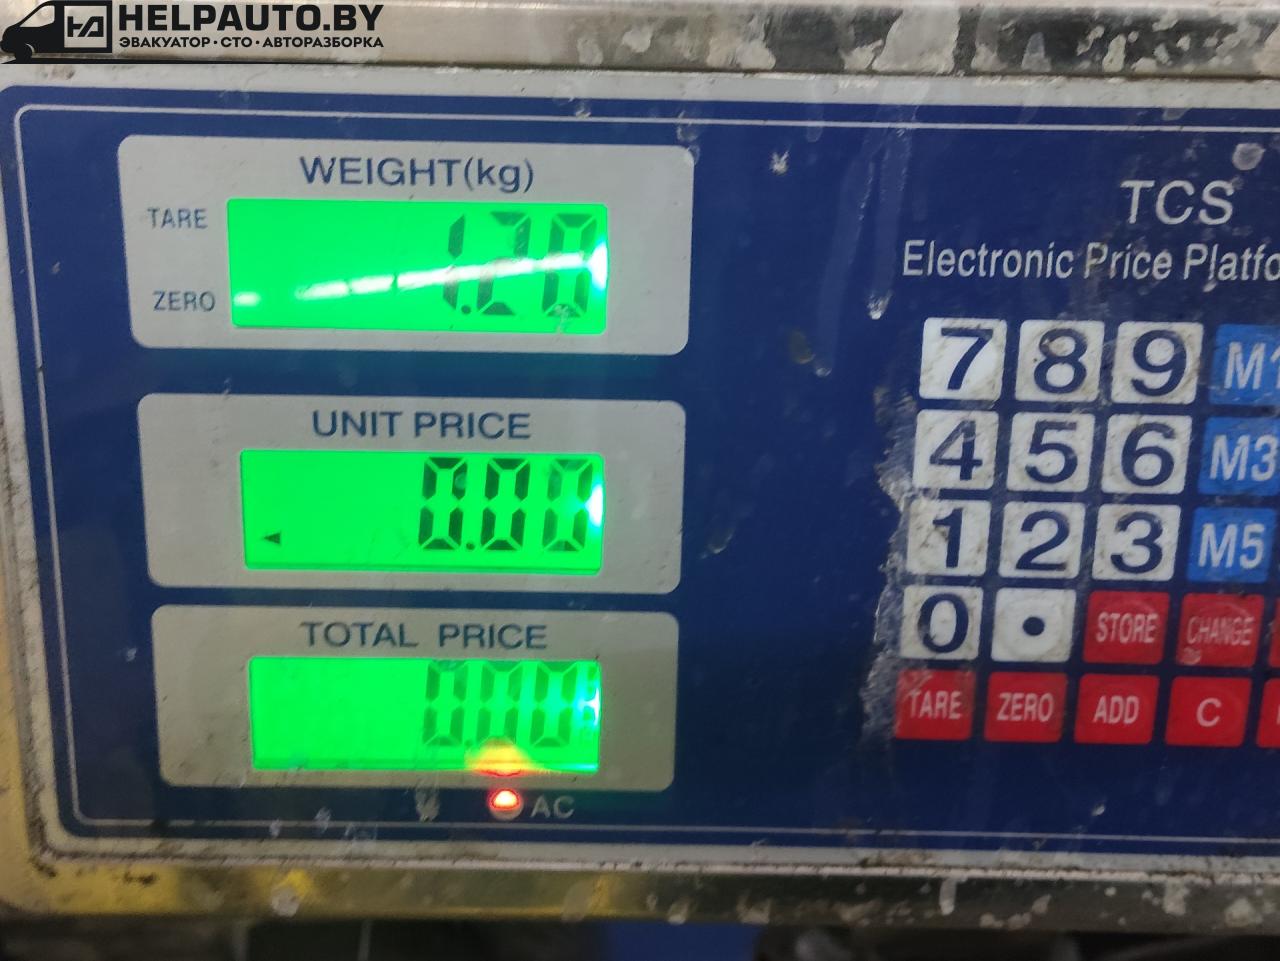 HELPAUTO.BY
ЭВАКУАТОР · СТО · АВТОРАЗБОРКА
WEIGHT(kg)
TARE
1.20
ZERO
UNIT PRICE
0.00
TOTAL PRICE
0.00
AC
TCS
Electronic Price
7 8 9
4 5 6 M3
1 2 3 M5
0 • STORE CHANGE
TARE ZERO ADD C